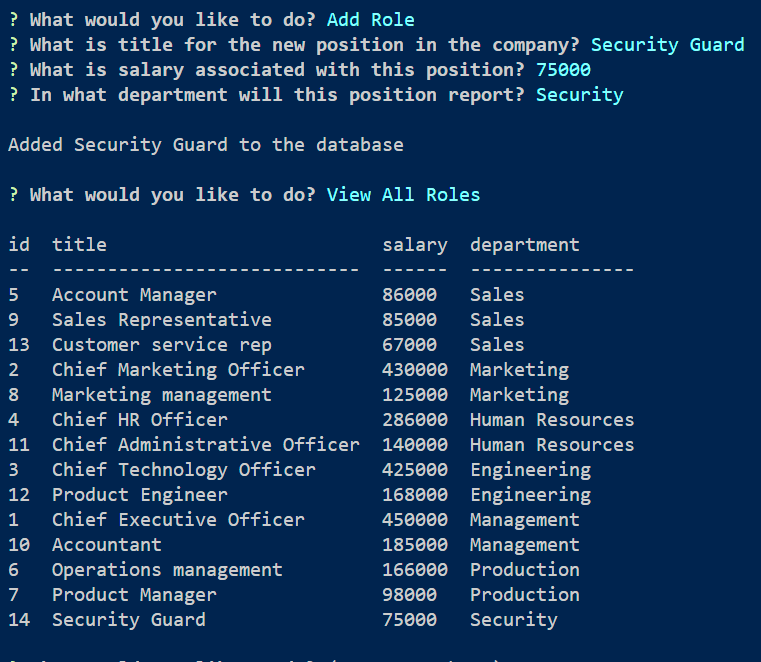 ? What would you like to do? Add Role
? What is title for the new position in the company? Security Guard
? What is salary associated with this position? 75000
? In what department will this position report? Security
Added Security Guard to the database
? What would you like to do? View All Roles
id  title                         salary  department
--  ----------------------------  ------  ---------------
5   Account Manager               86000   Sales
9   Sales Representative          85000   Sales
13  Customer service rep          67000   Sales
2   Chief Marketing Officer       430000  Marketing
8   Marketing management          125000  Marketing
4   Chief HR Officer              286000  Human Resources
11  Chief Administrative Officer  140000  Human Resources
3   Chief Technology Officer      425000  Engineering
12  Product Engineer              168000  Engineering
1   Chief Executive Officer       450000  Management
10  Accountant                    185000  Management
6   Operations management         166000  Production
7   Product Manager               98000   Production
14  Security Guard                75000   Security